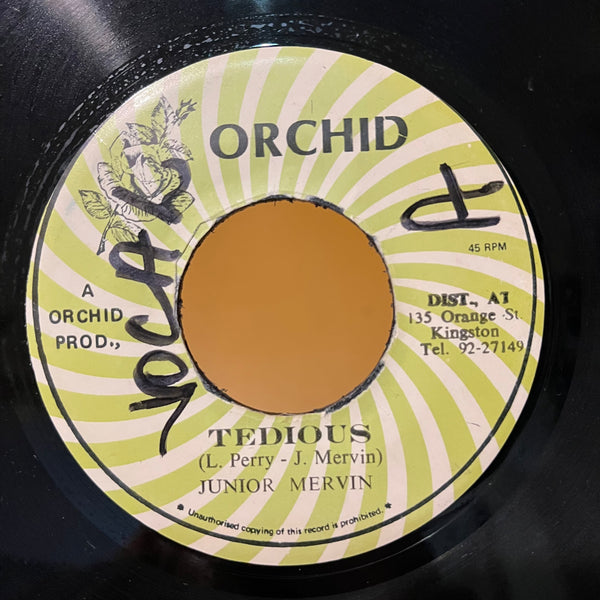 ORCHID
VOCAL
A
45 RPM
A
ORCHID
PROD.,
DIST., AT
135 Orange St.
Kingston
Tel. 92-27149
TEDIOUS
(L. Perry - J. Mervin)
JUNIOR MERVIN
* Unauthorised copying of this record is prohibited. *